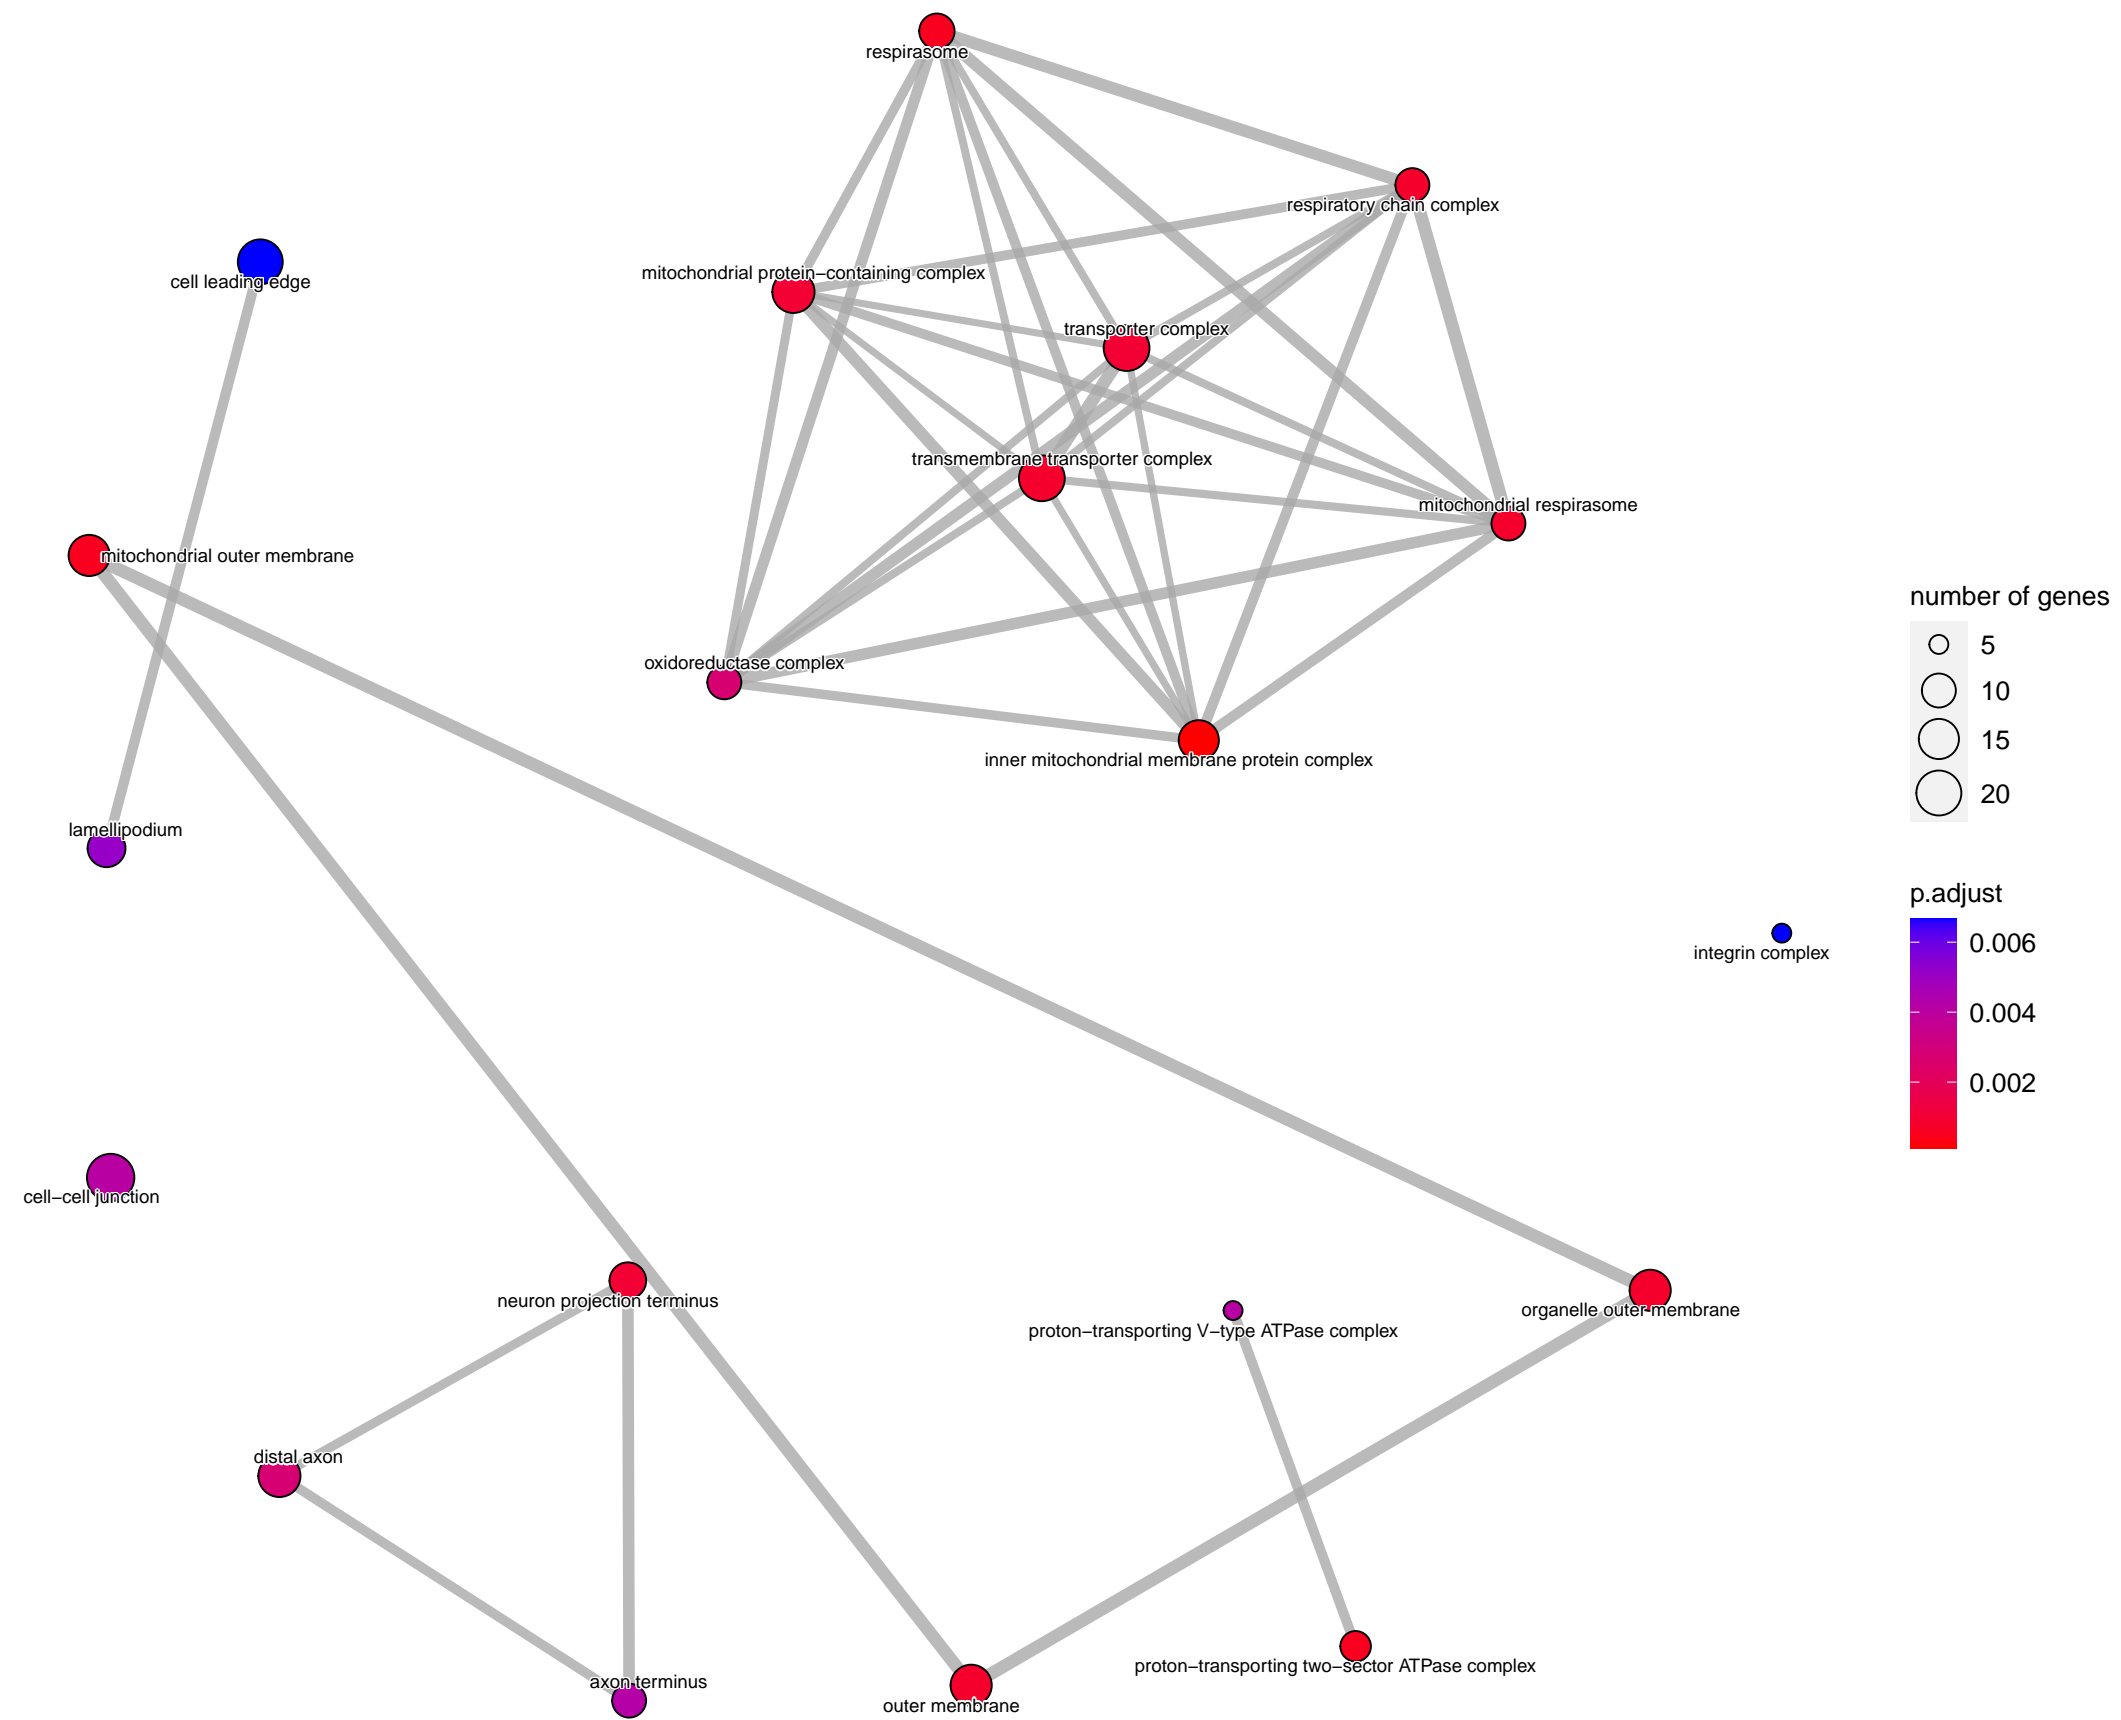 respirasome
respiratory chain complex
cell leading edge
mitochondrial protein−containing complex
transporter complex
transmembrane transporter complex
mitochondrial respirasome
mitochondrial outer membrane
number of genes
5
10
15
20
oxidoreductase complex
inner mitochondrial membrane protein complex
lamellipodium
p.adjust
0.006
0.004
0.002
integrin complex
cell−cell junction
neuron projection terminus
organelle outer membrane
proton−transporting V−type ATPase complex
distal axon
proton−transporting two−sector ATPase complex
axon terminus
outer membrane